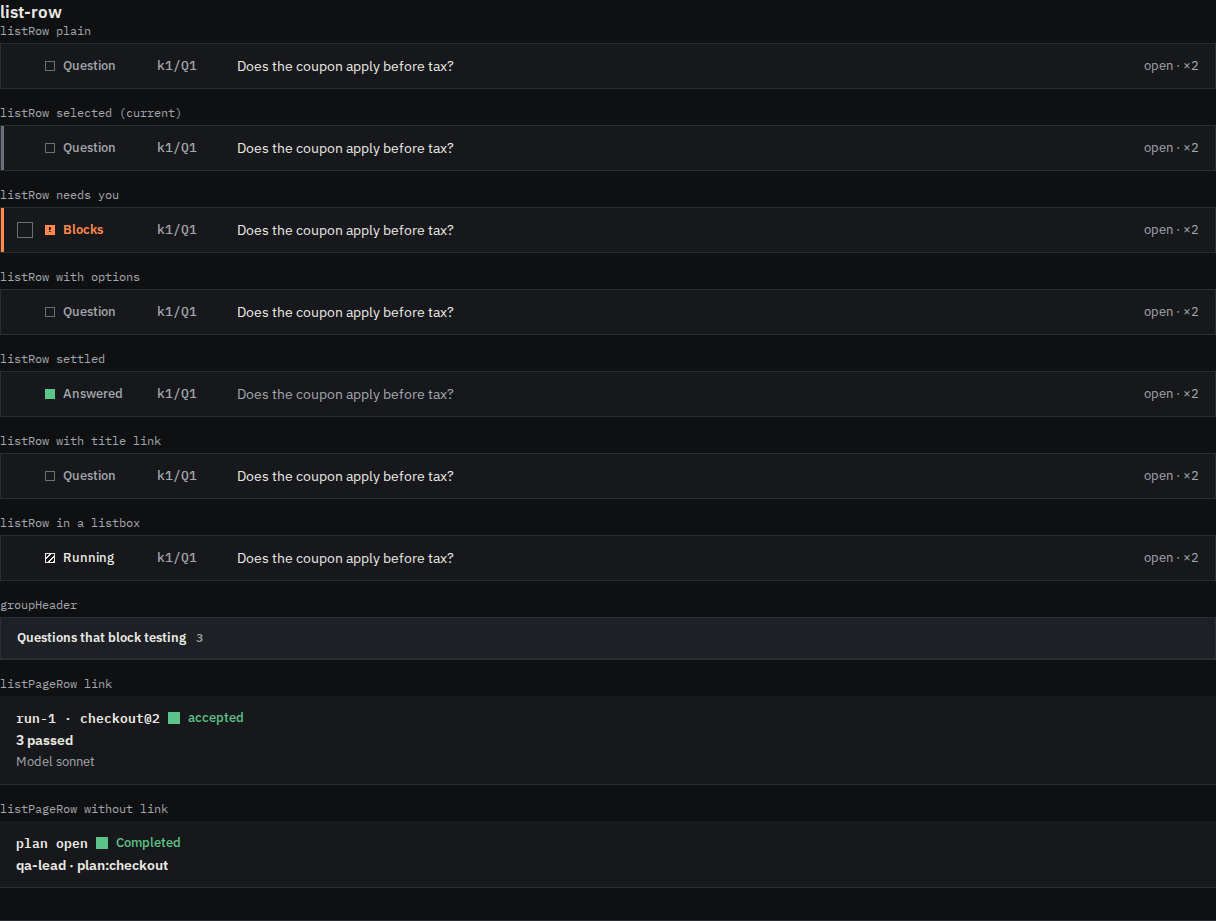 list-row
listRow plain
Question k1/Q1 Does the coupon apply before tax? open · ×2
listRow selected (current)
Question k1/Q1 Does the coupon apply before tax? open · ×2
listRow needs you
Blocks k1/Q1 Does the coupon apply before tax? open · ×2
listRow with options
Question k1/Q1 Does the coupon apply before tax? open · ×2
listRow settled
Answered k1/Q1 Does the coupon apply before tax? open · ×2
listRow with title link
Question k1/Q1 Does the coupon apply before tax? open · ×2
listRow in a listbox
Running k1/Q1 Does the coupon apply before tax? open · ×2
groupHeader
Questions that block testing 3
listPageRow link
run-1 · checkout@2 accepted
3 passed
Model sonnet
listPageRow without link
plan open Completed
qa-lead · plan:checkout